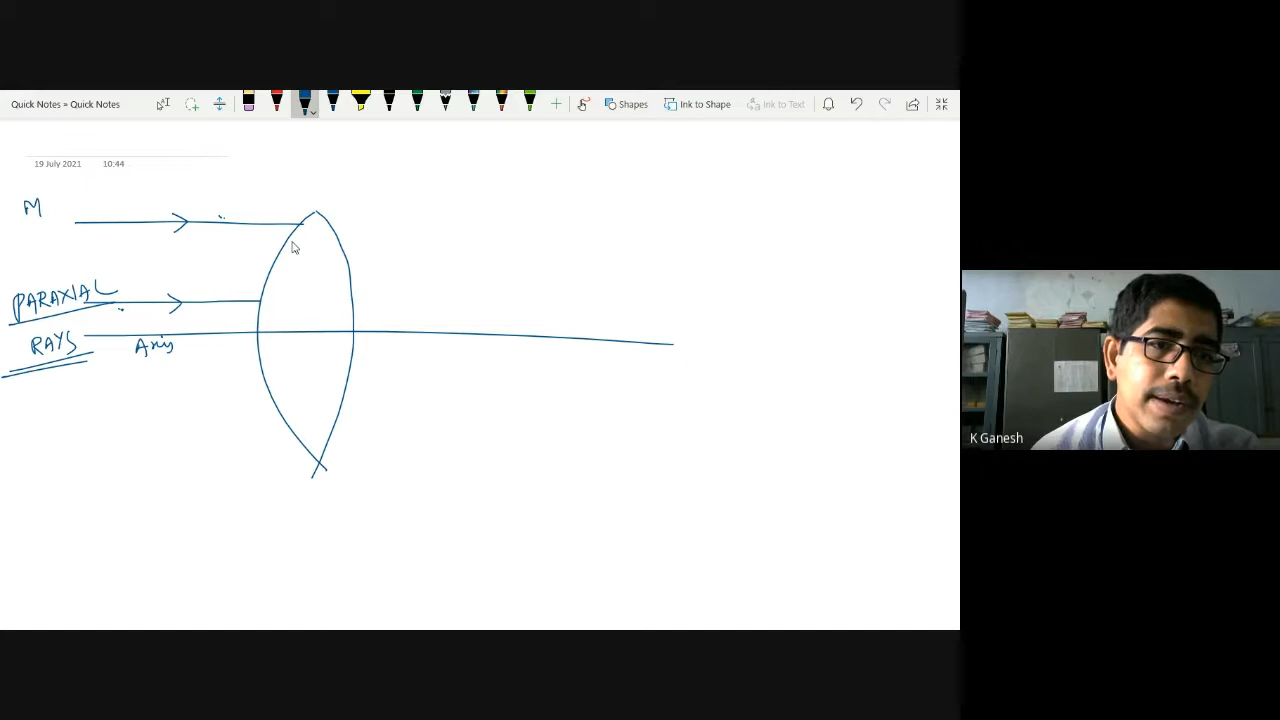 Quick Notes » Quick Notes
Shapes
Ink to Shape
Ink to Text
19 July 2021 10:44
M
PARAXIAL
RAYS
Axis
K Ganesh